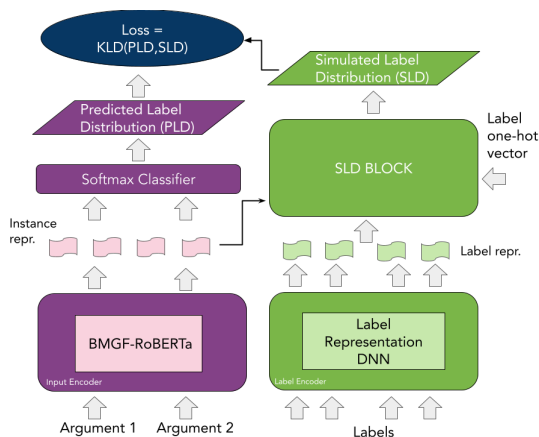 Loss =
KLD(PLD,SLD)
Simulated Label
Distribution (SLD)
Predicted Label
Distribution (PLD)
Label
one-hot
vector
SLD BLOCK
Softmax Classifier
Instance
repr.
Label repr.
BMGF-RoBERTa
Input Encoder
Label
Representation
DNN
Label Encoder
Argument 1
Argument 2
Labels